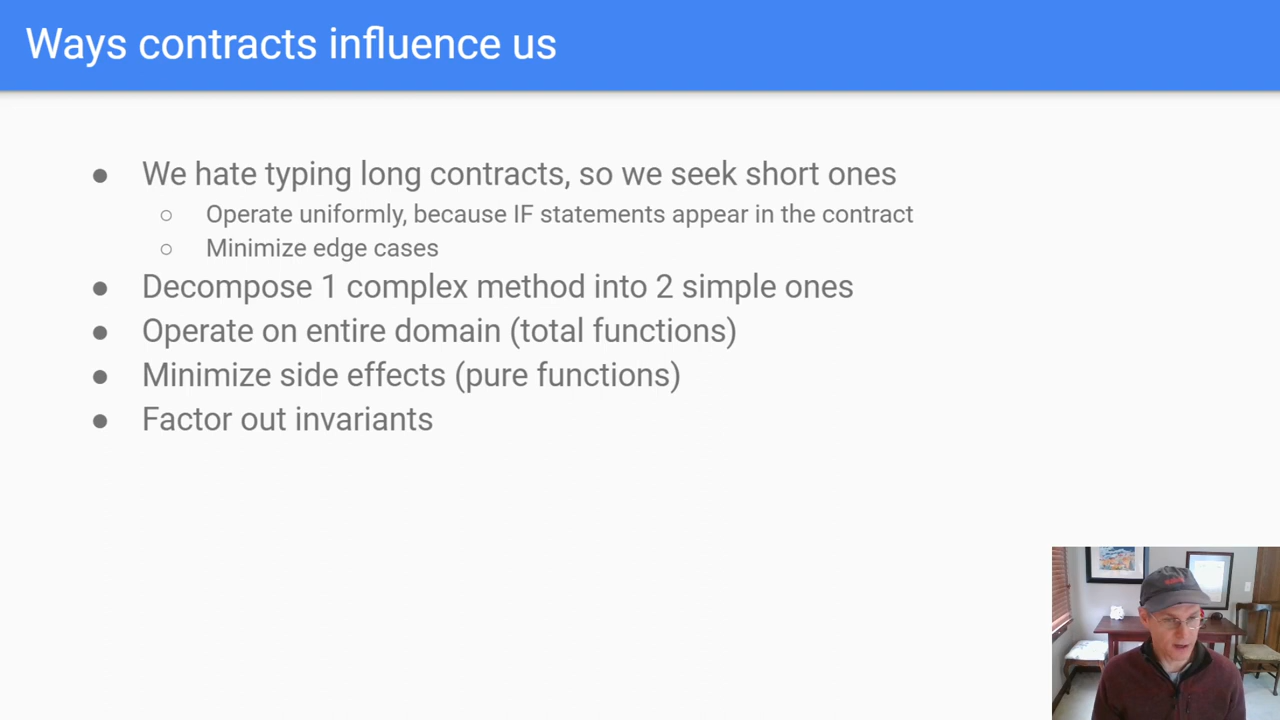 Ways contracts influence us
● We hate typing long contracts, so we seek short ones
○ Operate uniformly, because IF statements appear in the contract
○ Minimize edge cases
● Decompose 1 complex method into 2 simple ones
● Operate on entire domain (total functions)
● Minimize side effects (pure functions)
● Factor out invariants